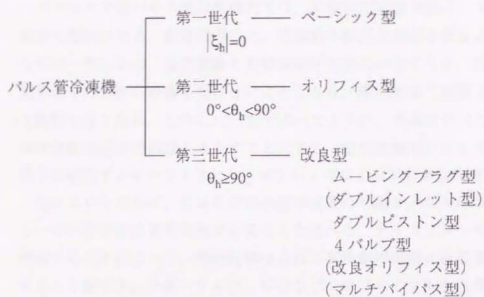 第一世代 ベーシック型
|ξh|=0
パルス管冷凍機 第二世代 オリフィス型
0°<θh<90°
第三世代 改良型
θh≥90°
ムービングプラグ型
(ダブルインレット型)
ダブルピストン型
4バルブ型
(改良オリフィス型)
(マルチバイパス型)